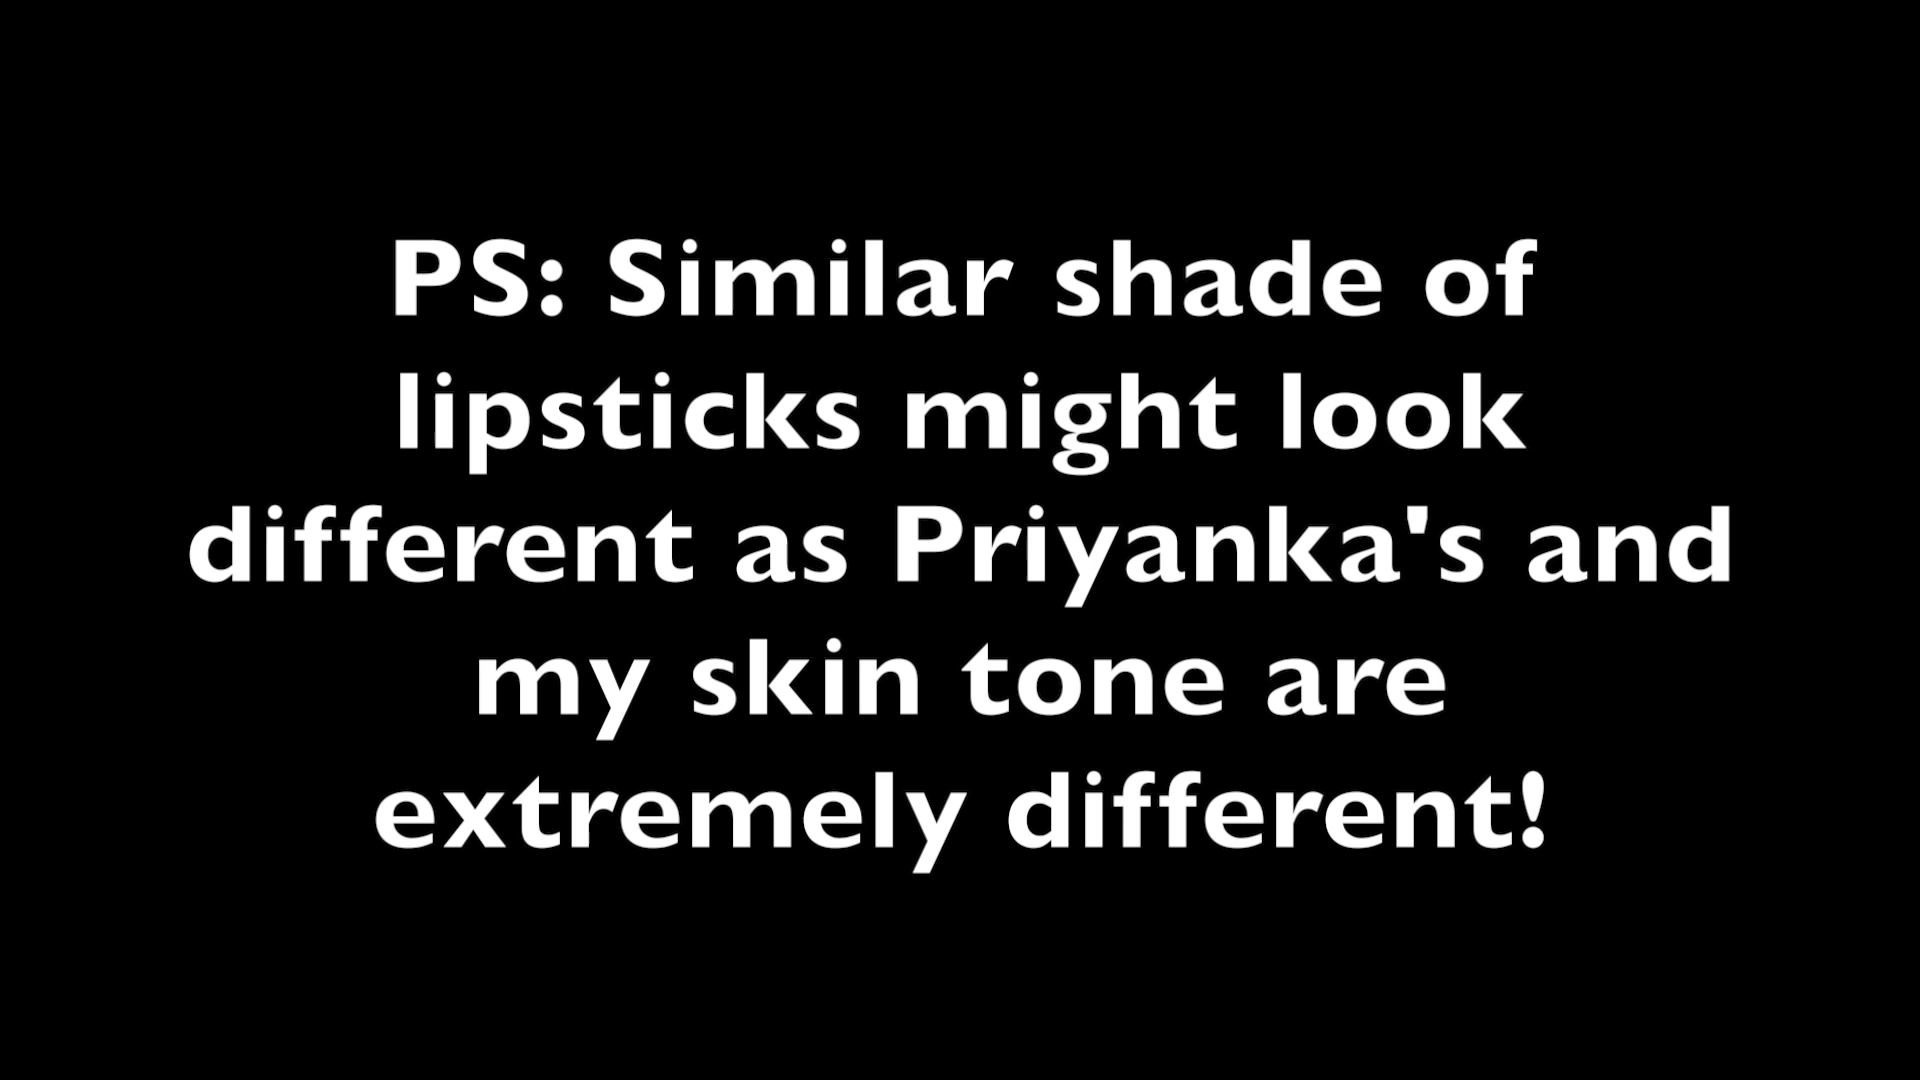 PS: Similar shade of
lipsticks might look
different as Priyanka's and
my skin tone are
extremely different!